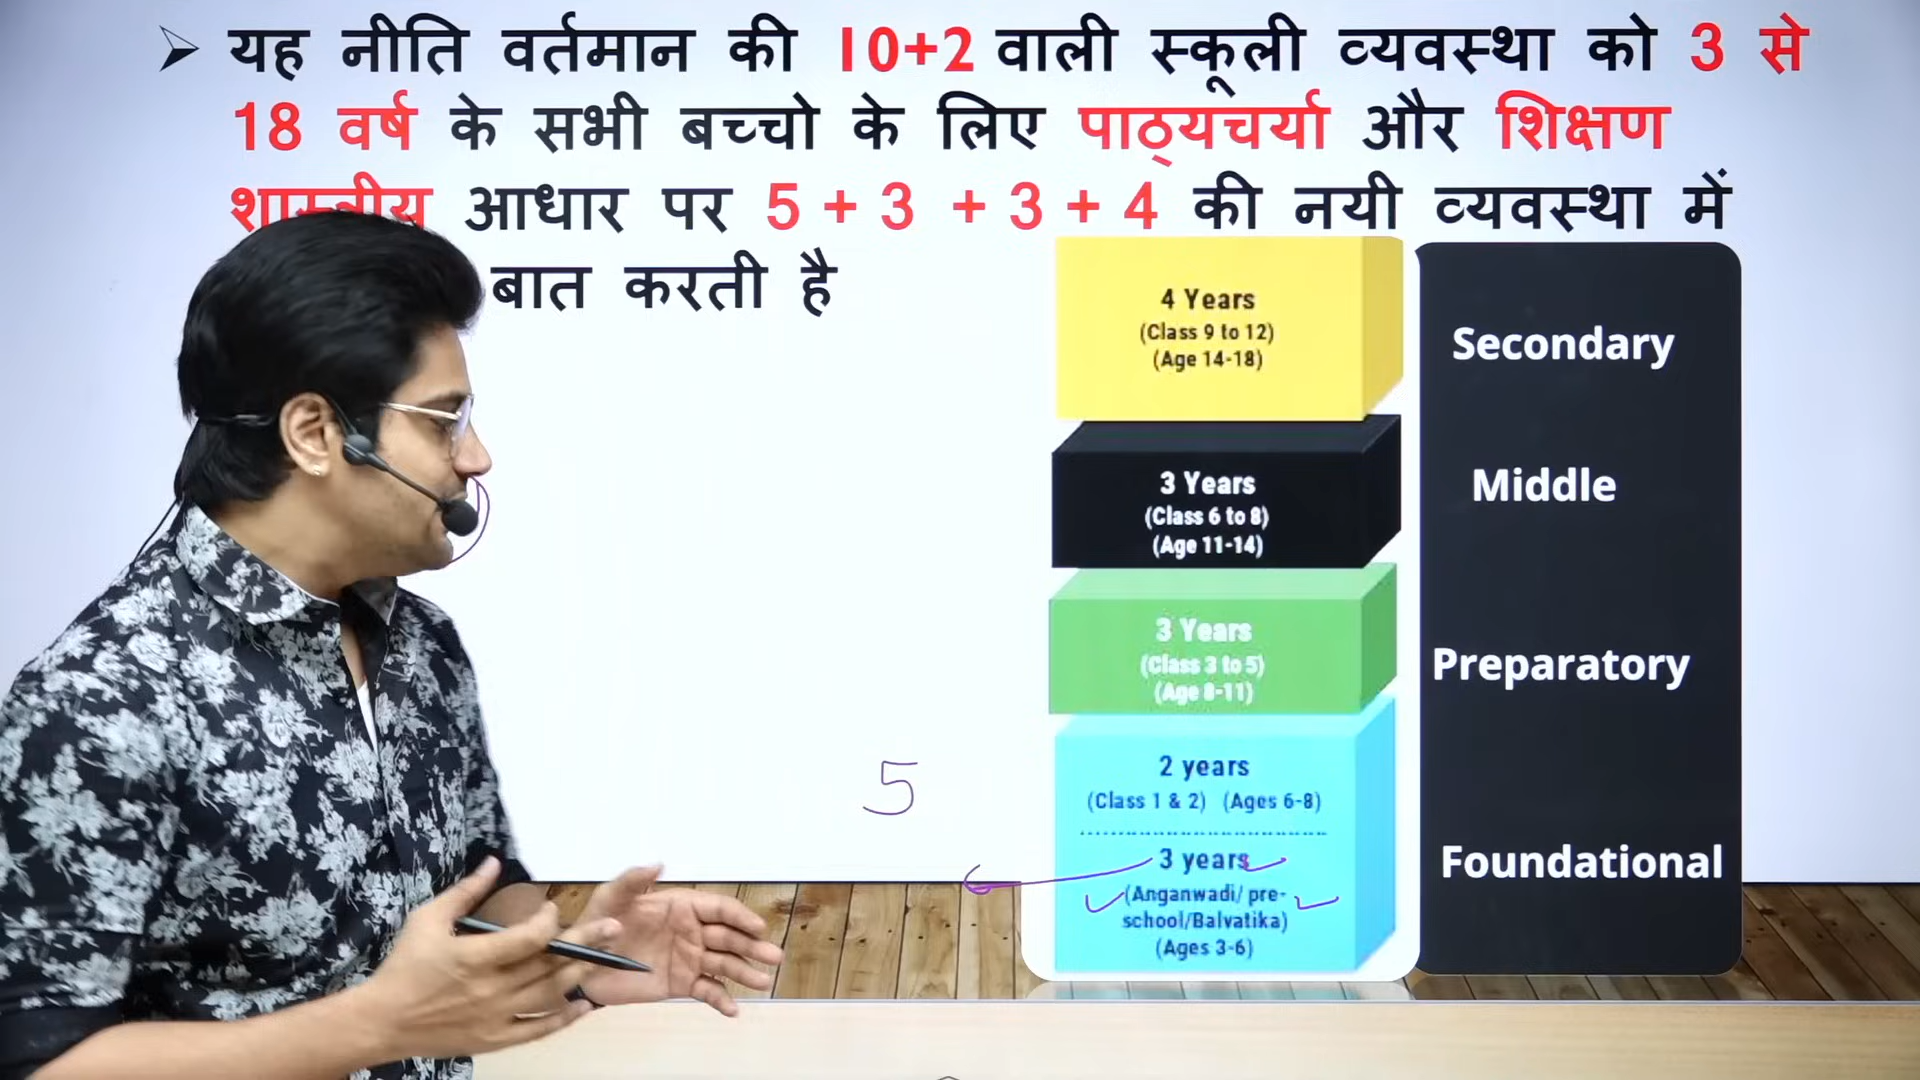 ➢ यह नीति वर्तमान की 10+2 वाली स्कूली व्यवस्था को 3 से
18 वर्ष के सभी बच्चो के लिए पाठ्यचर्या और शिक्षण
शास्त्रीय आधार पर 5 + 3 + 3 + 4 की नयी व्यवस्था में
बात करती है
4 Years
(Class 9 to 12)
(Age 14-18)
Secondary
3 Years
(Class 6 to 8)
(Age 11-14)
Middle
3 Years
(Class 3 to 5)
(Age 8-11)
Preparatory
2 years
(Class 1 & 2) (Ages 6-8)
5
3 years
(Anganwadi/ pre-
school/Balvatika)
(Ages 3-6)
Foundational